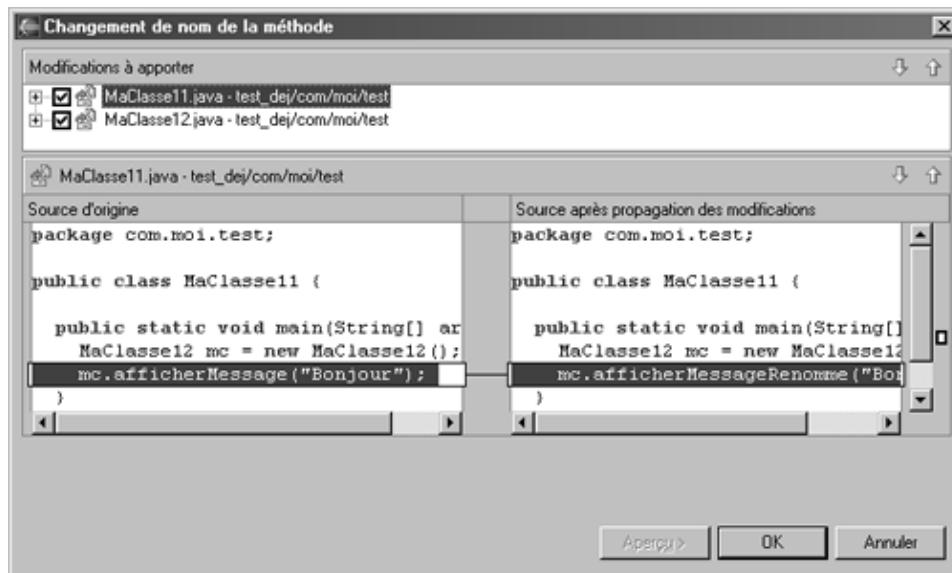 Changement de nom de la méthode
Modifications à apporter
MaClasse11.java - test_dej/com/moi/test
MaClasse12.java - test_dej/com/moi/test
MaClasse11.java - test_dej/com/moi/test
Source d'origine
Source après propagation des modifications
package com.moi.test;
public class MaClasse11 {
public static void main(String[] ar
MaClasse12 mc = new MaClasse12();
mc.afficherMessage("Bonjour");
}
package com.moi.test;
public class MaClasse11 {
public static void main(String[]
MaClasse12 mc = new MaClasse12
mc.afficherMessageRenomme("Bon
}
Aperçu >
OK
Annuler